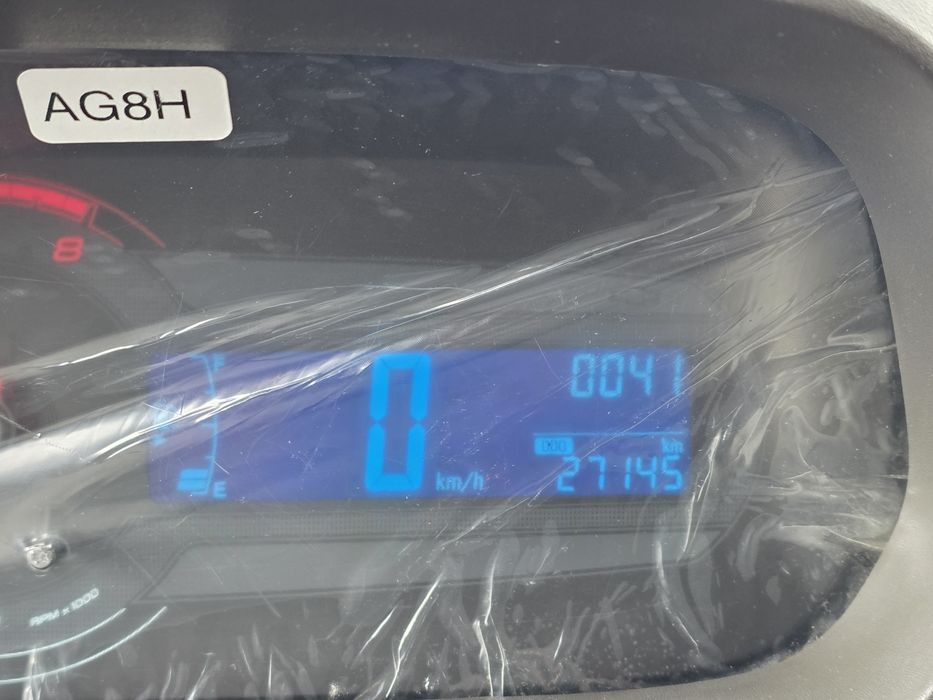 AG8H
8
F
0041
0 km/h
ODO km
27145
E
RPM x 1000